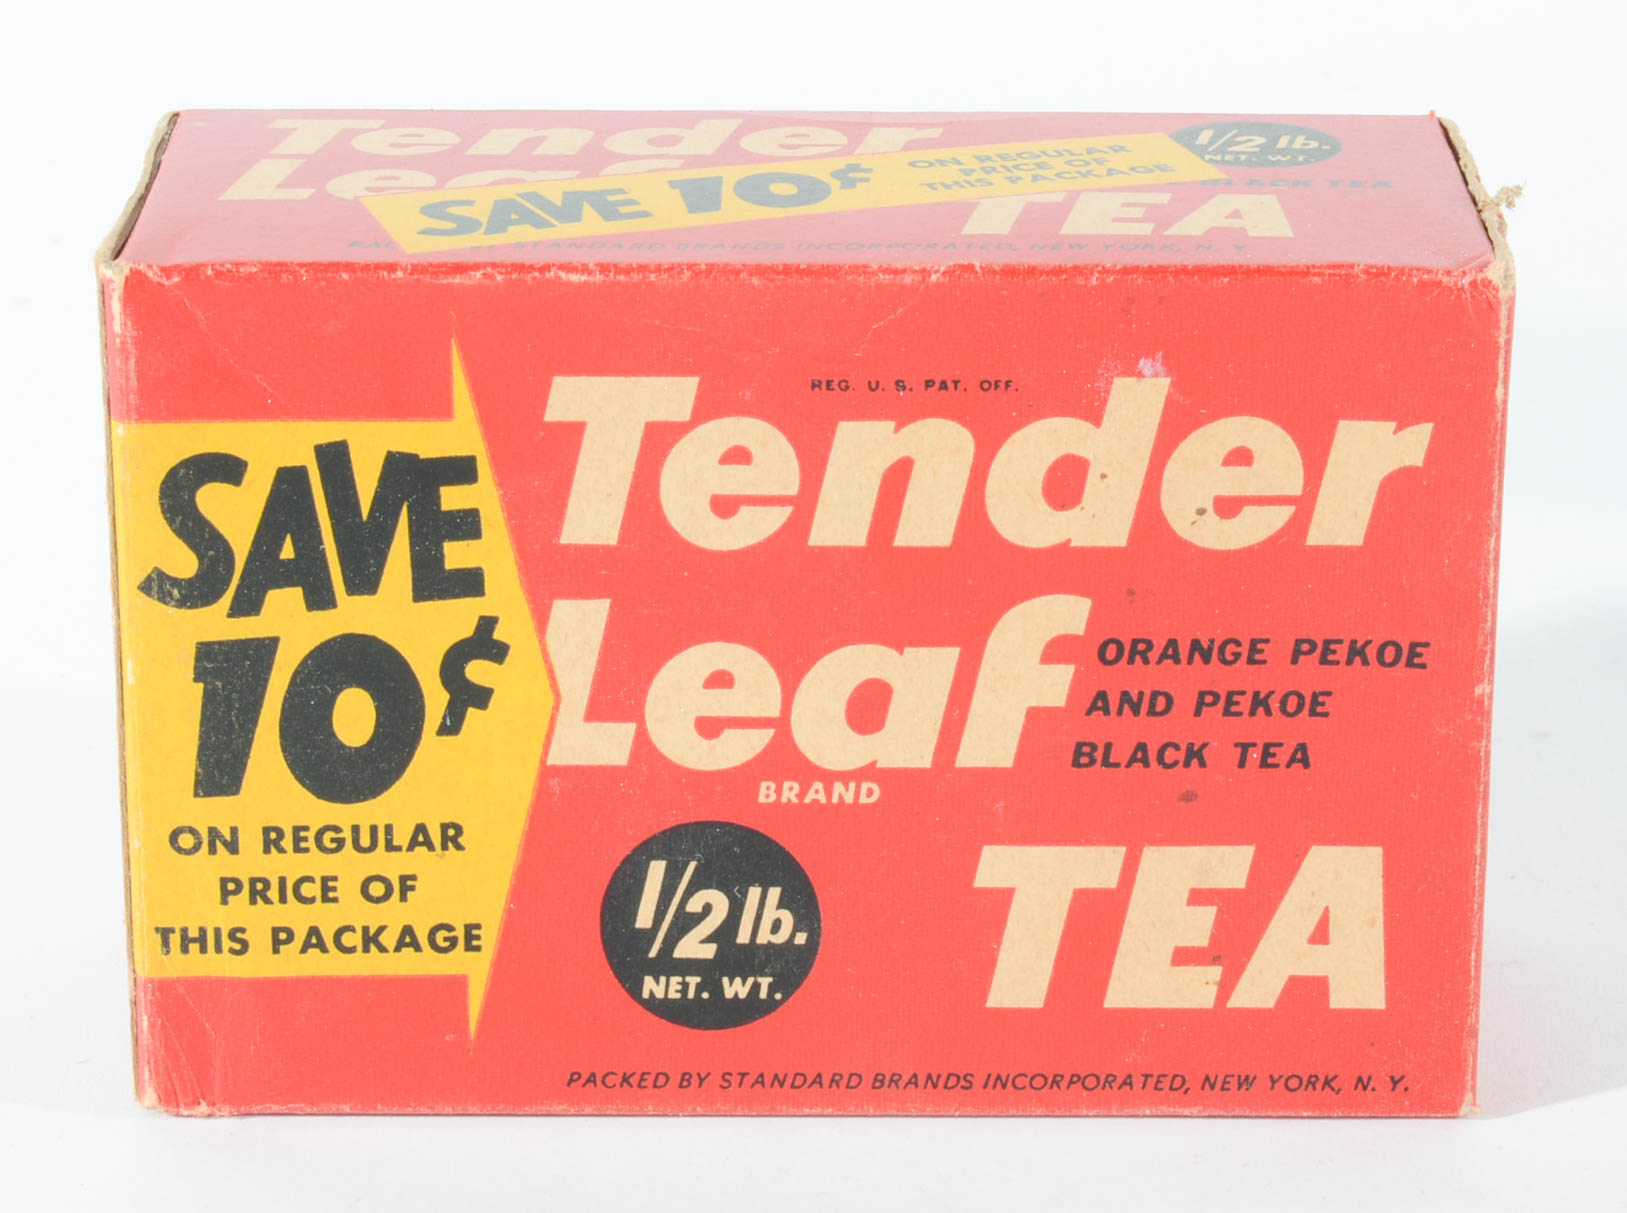 Tender
Leaf
SAVE 10¢
ON REGULAR
PRICE OF
THIS PACKAGE
1/2 lb.
NET. WT.
BLACK TEA
TEA
STANDARD BRANDS INCORPORATED, NEW YORK, N. Y.
REG. U. S. PAT. OFF.
Tender
Leaf
BRAND
ORANGE PEKOE
AND PEKOE
BLACK TEA
TEA
SAVE
10¢
ON REGULAR
PRICE OF
THIS PACKAGE
1/2 lb.
NET. WT.
PACKED BY STANDARD BRANDS INCORPORATED, NEW YORK, N. Y.